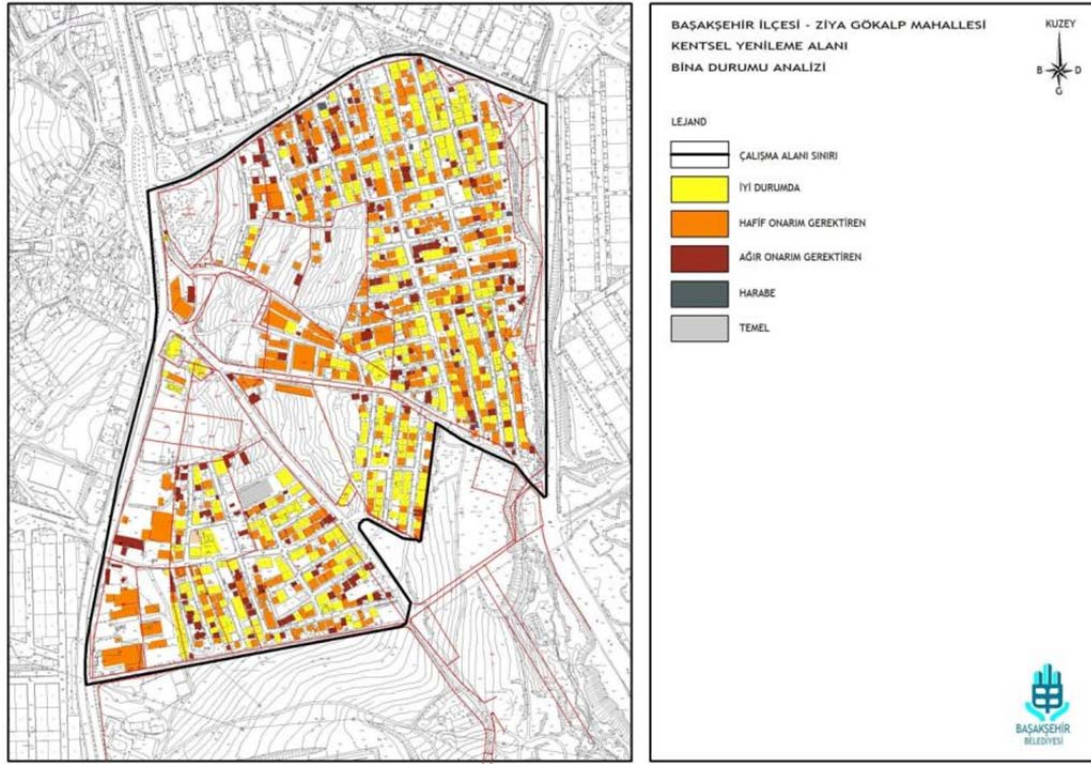 BAŞAKŞEHİR İLÇESİ - ZİYA GÖKALP MAHALLESİ
KENTSEL YENİLEME ALANI
BİNA DURUMU ANALİZİ
KUZEY
B D
G
LEJAND
ÇALIŞMA ALANI SINIRI
İYİ DURUMDA
HAFİF ONARIM GEREKTİREN
AĞIR ONARIM GEREKTİREN
HARABE
TEMEL
BAŞAKŞEHİR
BELEDİYESİ